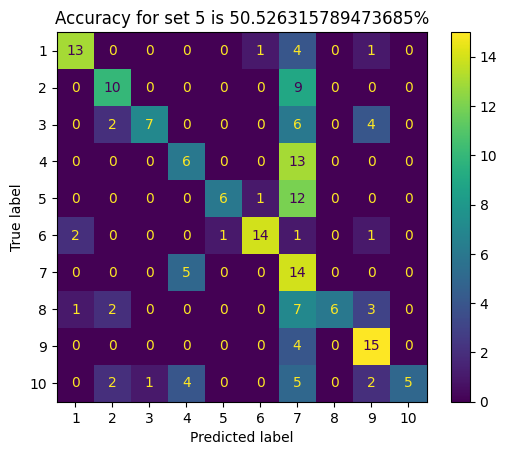 Accuracy for set 5 is 50.526315789473685%
1 13 0 0 0 0 1 4 0 1 0
2 0 10 0 0 0 0 9 0 0 0
3 0 2 7 0 0 0 6 0 4 0
4 0 0 0 6 0 0 13 0 0 0
5 0 0 0 0 6 1 12 0 0 0
6 2 0 0 0 1 14 1 0 1 0
7 0 0 0 5 0 0 14 0 0 0
8 1 2 0 0 0 0 7 6 3 0
9 0 0 0 0 0 0 4 0 15 0
10 0 2 1 4 0 0 5 0 2 5
1 2 3 4 5 6 7 8 9 10
Predicted label
True label
14
12
10
8
6
4
2
0